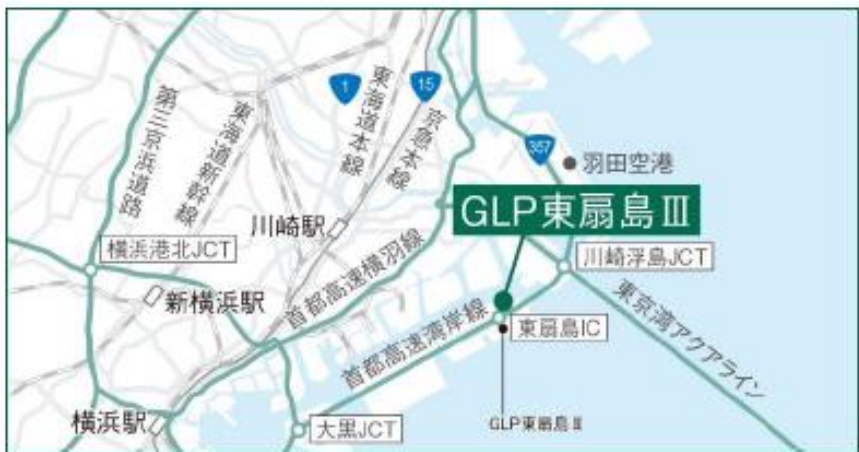 第三京浜道路
東海道新幹線
1
東海道本線
15
京急本線
357
羽田空港
GLP東扇島Ⅲ
川崎駅
横浜港北JCT
川崎浮島JCT
新横浜駅
首都高速横羽線
東京湾アクアライン
首都高速湾岸線
東扇島IC
横浜駅
大黒JCT
GLP東扇島Ⅱ